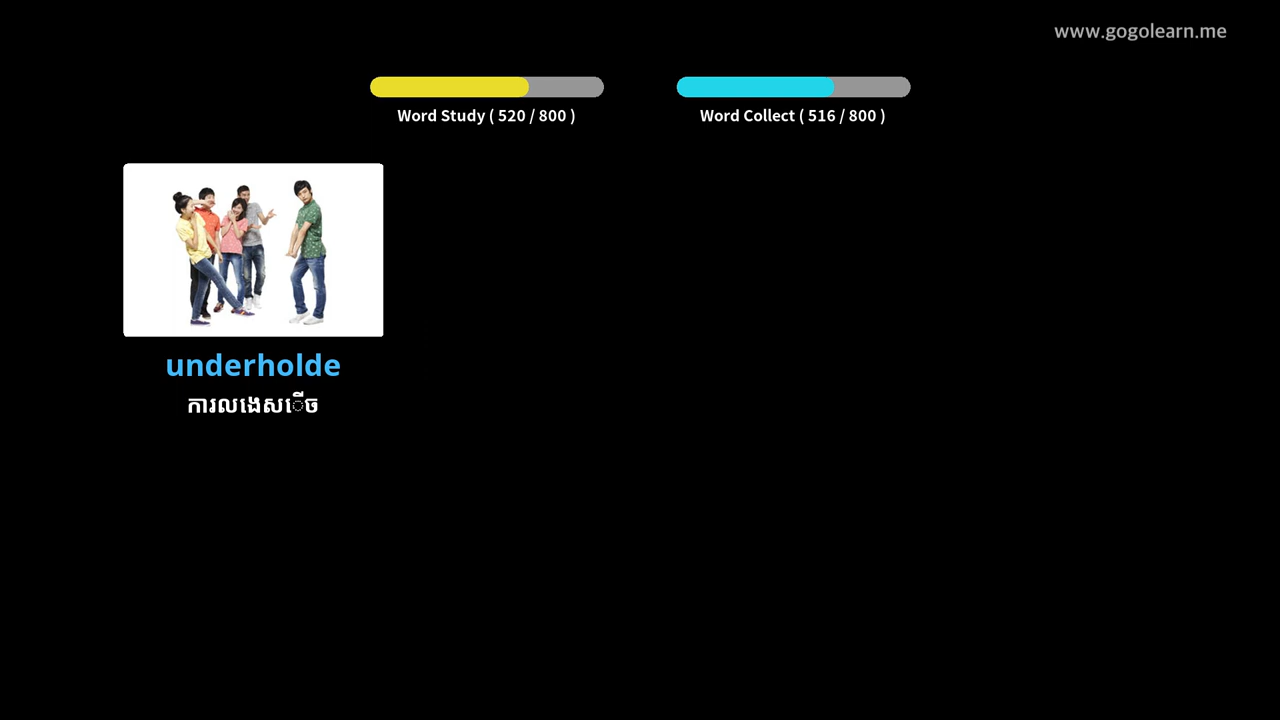 www.gogolearn.me
Word Study ( 520 / 800 )
Word Collect ( 516 / 800 )
underholde
ការលងេសើច